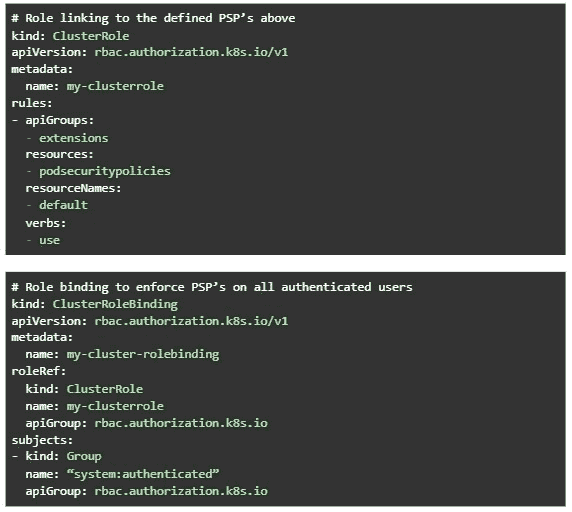 # Role linking to the defined PSP’s above
kind: ClusterRole
apiVersion: rbac.authorization.k8s.io/v1
metadata:
  name: my-clusterrole
rules:
- apiGroups:
  - extensions
  resources:
  - podsecuritypolicies
  resourceNames:
  - default
  verbs:
  - use
# Role binding to enforce PSP’s on all authenticated users
kind: ClusterRoleBinding
apiVersion: rbac.authorization.k8s.io/v1
metadata:
  name: my-cluster-rolebinding
roleRef:
  kind: ClusterRole
  name: my-clusterrole
  apiGroup: rbac.authorization.k8s.io
subjects:
- kind: Group
  name: “system:authenticated”
  apiGroup: rbac.authorization.k8s.io